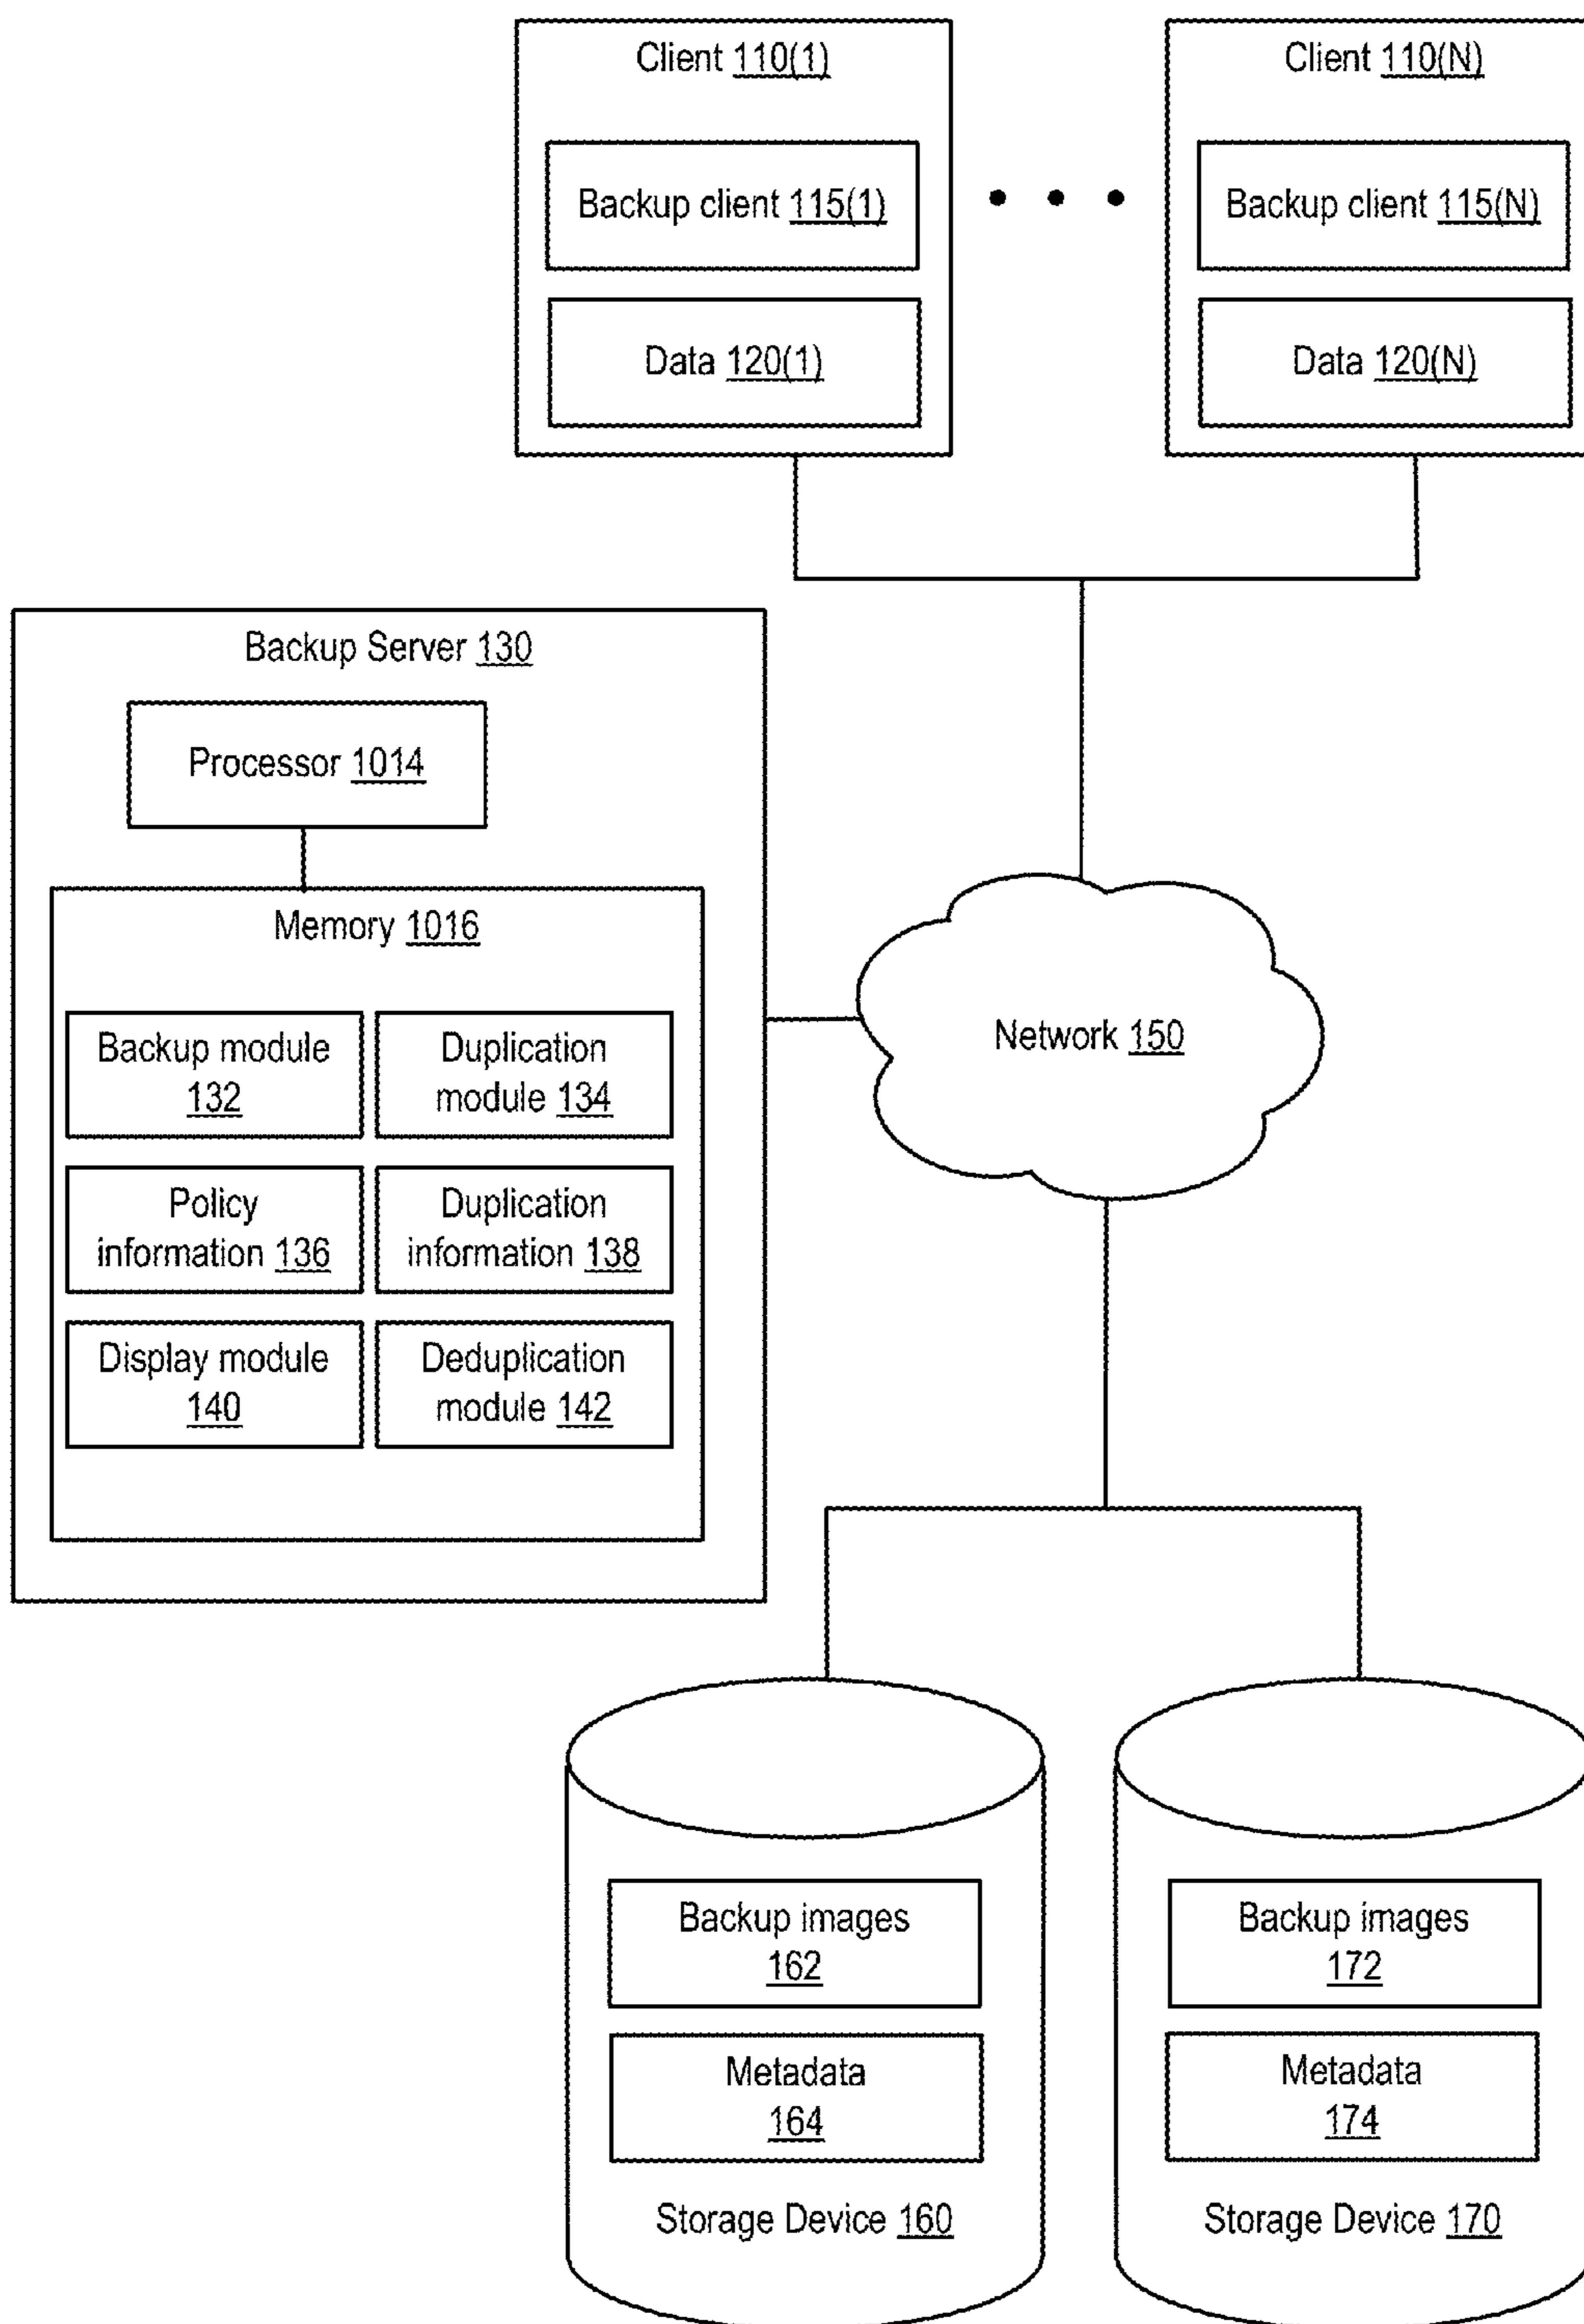 Client 110(1)
Backup client 115(1)
Data 120(1)
Client 110(N)
Backup client 115(N)
Data 120(N)
Backup Server 130
Processor 1014
Memory 1016
Backup module
132
Duplication
module 134
Policy
information 136
Duplication
information 138
Display module
140
Deduplication
module 142
Network 150
Backup images
162
Metadata
164
Storage Device 160
Backup images
172
Metadata
174
Storage Device 170